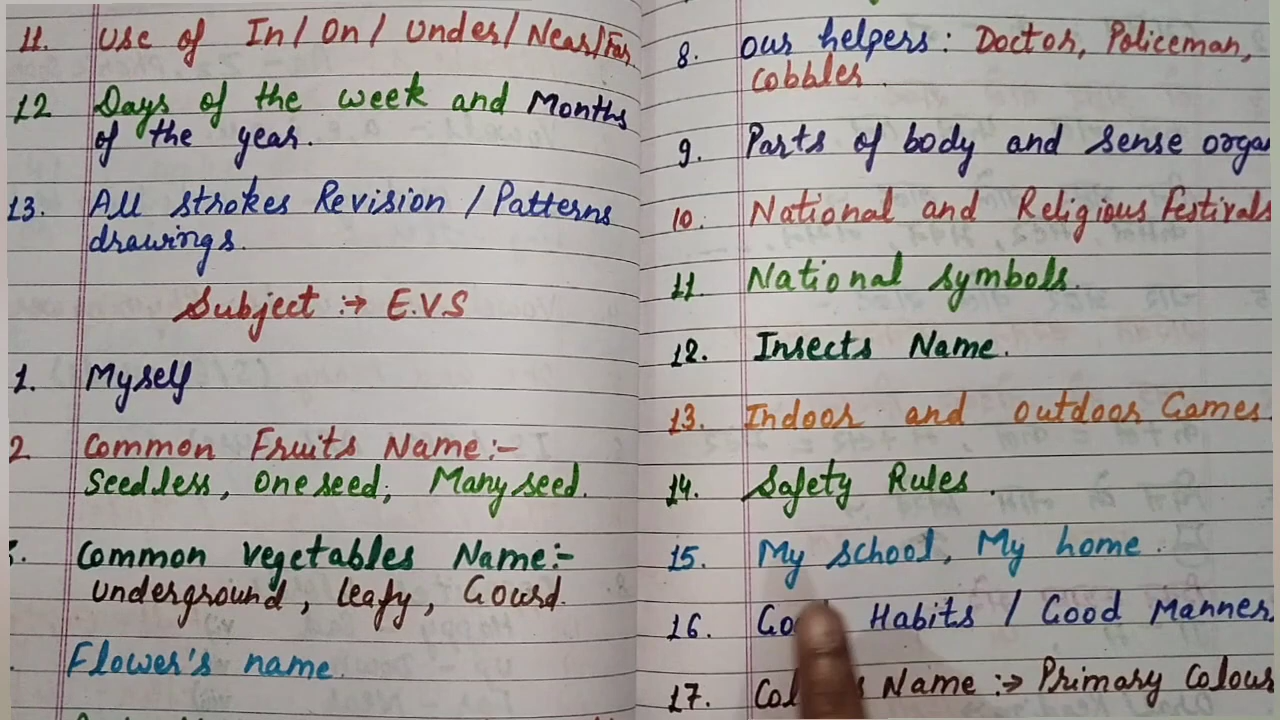 11. Use of In/On/Under/Near/Far
12 Days of the week and Months
of the year.
13. All strokes Revision / Patterns
drawings.
Subject :→ E.V.S
1. Myself
2 Common Fruits Name:-
Seedless, One seed, Many seed.
Common vegetables Name:-
Underground, leafy, Gourd.
Flower's name.
8. Our helpers: Doctor, Policeman,
Cobbler.
9. Parts of body and sense organ
10. National and Religious Festivals
11. National symbols.
12. Insects Name.
13. Indoor and outdoor Games.
14. Safety Rules.
15. My school, My home.
16. Habits / Good Manner
17. Name :→ Primary Colour